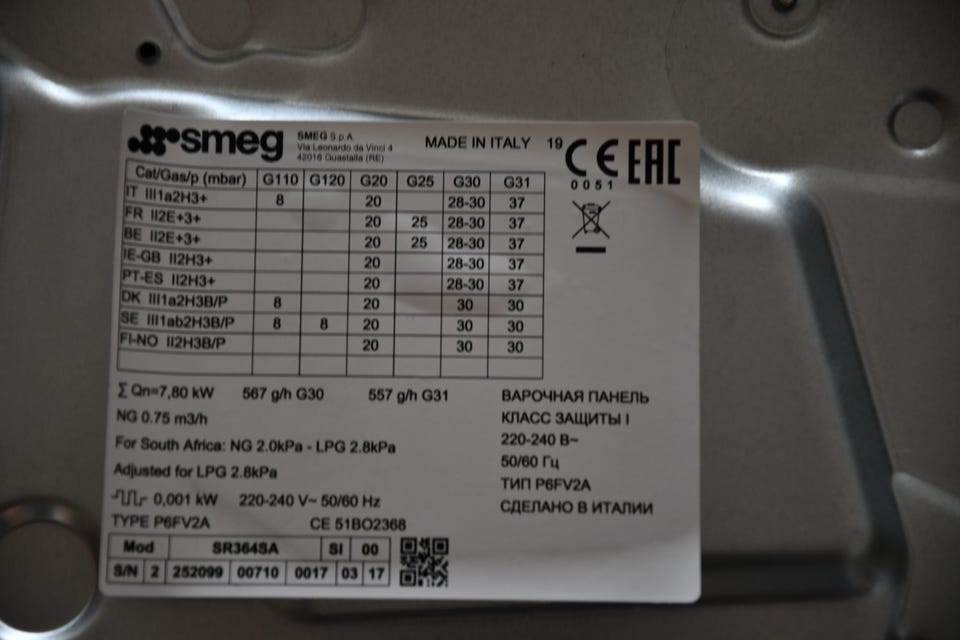 smeg SMEG S.p.A. MADE IN ITALY 19 CE EAC
Via Leonardo da Vinci 4
42016 Guastalla (RE)
0051
Cat/Gas/p (mbar) G110 G120 G20 G25 G30 G31
IT III1a2H3+ 8 20 28-30 37
FR II2E+3+ 20 25 28-30 37
BE II2E+3+ 20 25 28-30 37
IE-GB II2H3+ 20 28-30 37
PT-ES II2H3+ 20 28-30 37
DK III1a2H3B/P 8 20 30 30
SE III1ab2H3B/P 8 8 20 30 30
FI-NO II2H3B/P 20 30 30
∑ Qn=7,80 kW 567 g/h G30 557 g/h G31
NG 0.75 m3/h
For South Africa: NG 2.0kPa - LPG 2.8kPa
Adjusted for LPG 2.8kPa
0,001 kW 220-240 V~ 50/60 Hz
TYPE P6FV2A CE 51BO2368
ВАРОЧНАЯ ПАНЕЛЬ
КЛАСС ЗАЩИТЫ I
220-240 В~
50/60 Гц
ТИП P6FV2A
СДЕЛАНО В ИТАЛИИ
Mod SR364SA SI 00
S/N 2 252099 00710 0017 03 17